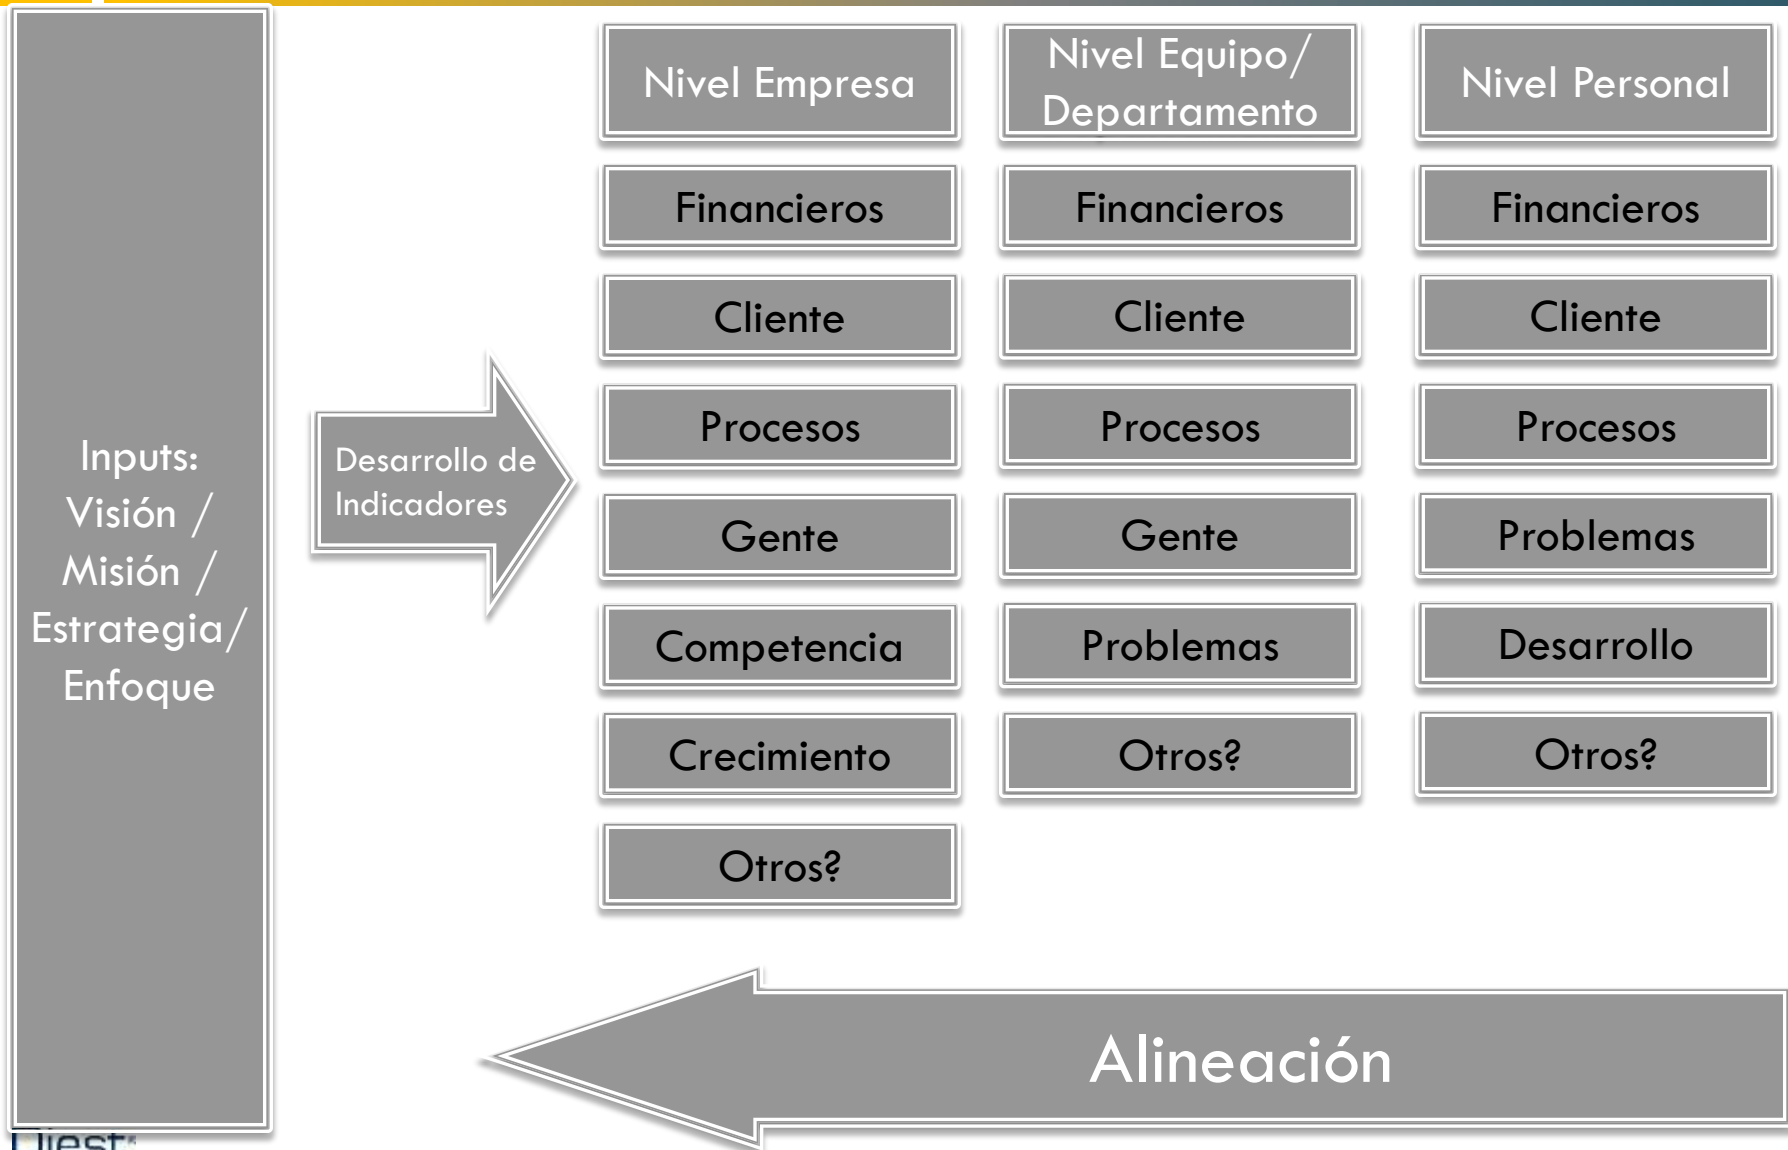 Inputs:
Visión /
Misión /
Estrategia/
Enfoque
Desarrollo de
Indicadores
Nivel Empresa
Financieros
Cliente
Procesos
Gente
Competencia
Crecimiento
Otros?
Nivel Equipo/
Departamento
Financieros
Cliente
Procesos
Gente
Problemas
Otros?
Nivel Personal
Financieros
Cliente
Procesos
Problemas
Desarrollo
Otros?
Alineación